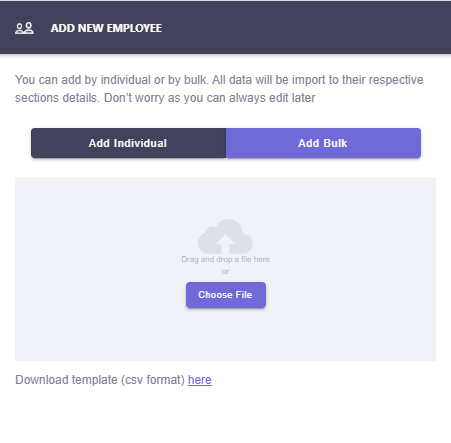 ADD NEW EMPLOYEE
You can add by individual or by bulk. All data will be import to their respective
sections details. Don't worry as you can always edit later
Add Individual
Add Bulk
Drag and drop a file here
or
Choose File
Download template (csv format) here